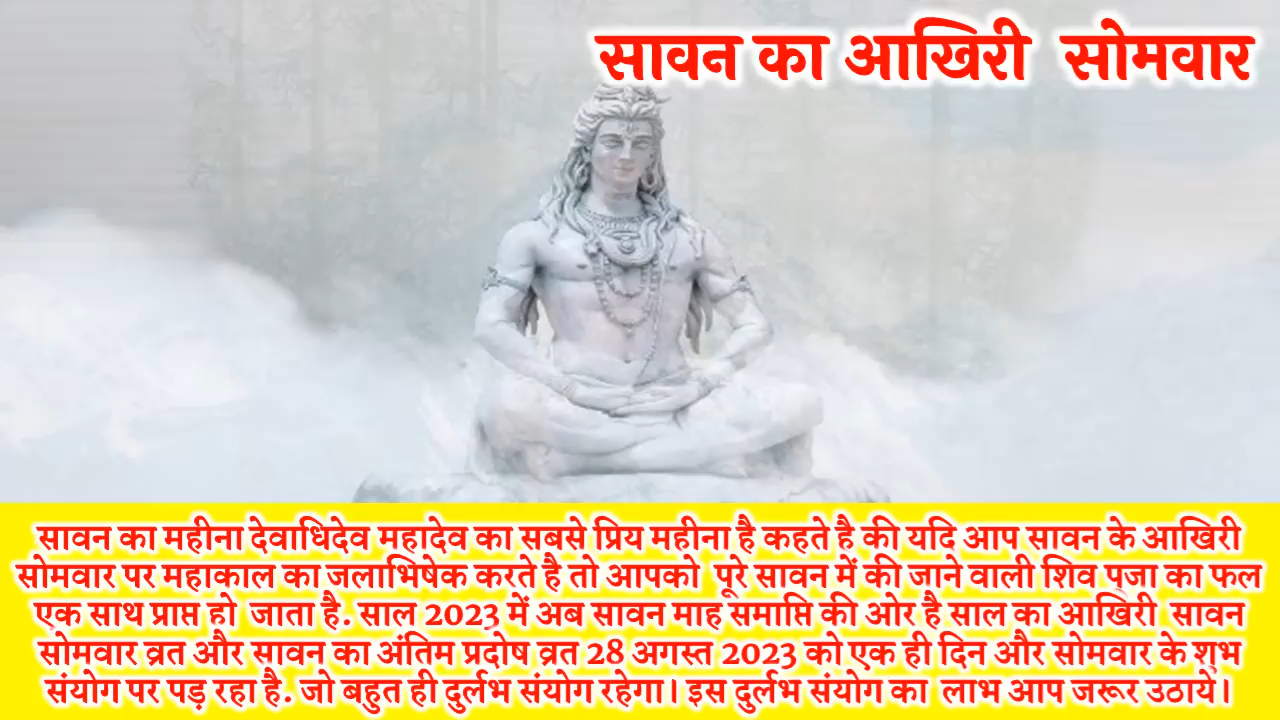 सावन का आखिरी सोमवार
सावन का महीना देवाधिदेव महादेव का सबसे प्रिय महीना है कहते है की यदि आप सावन के आखिरी
सोमवार पर महाकाल का जलाभिषेक करते है तो आपको पूरे सावन में की जाने वाली शिव पूजा का फल
एक साथ प्राप्त हो जाता है. साल 2023 में अब सावन माह समाप्ति की ओर है साल का आखिरी सावन
सोमवार व्रत और सावन का अंतिम प्रदोष व्रत 28 अगस्त 2023 को एक ही दिन और सोमवार के शुभ
संयोग पर पड़ रहा है. जो बहुत ही दुर्लभ संयोग रहेगा। इस दुर्लभ संयोग का लाभ आप जरूर उठाये।